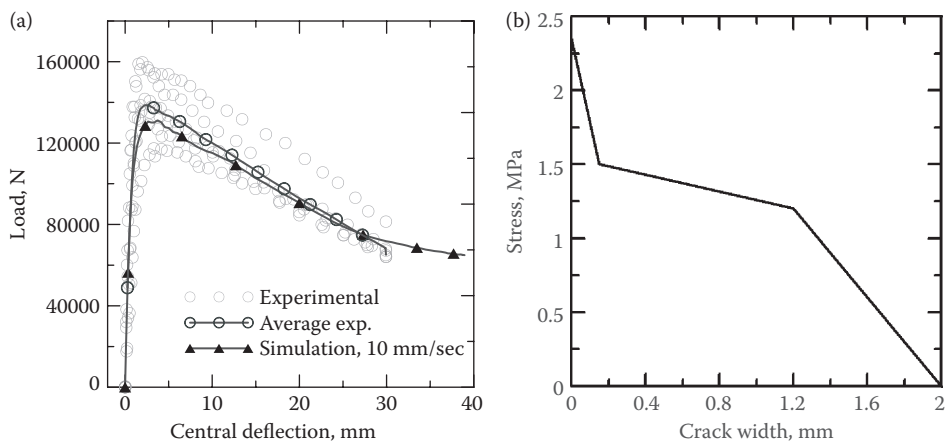 (a)
160000
120000
80000
40000
0
Load, N
Experimental
Average exp.
Simulation, 10 mm/sec
0 10 20 30 40
Central deflection, mm
(b)
2.5
2
1.5
1
0.5
0
Stress, MPa
0 0.4 0.8 1.2 1.6 2
Crack width, mm